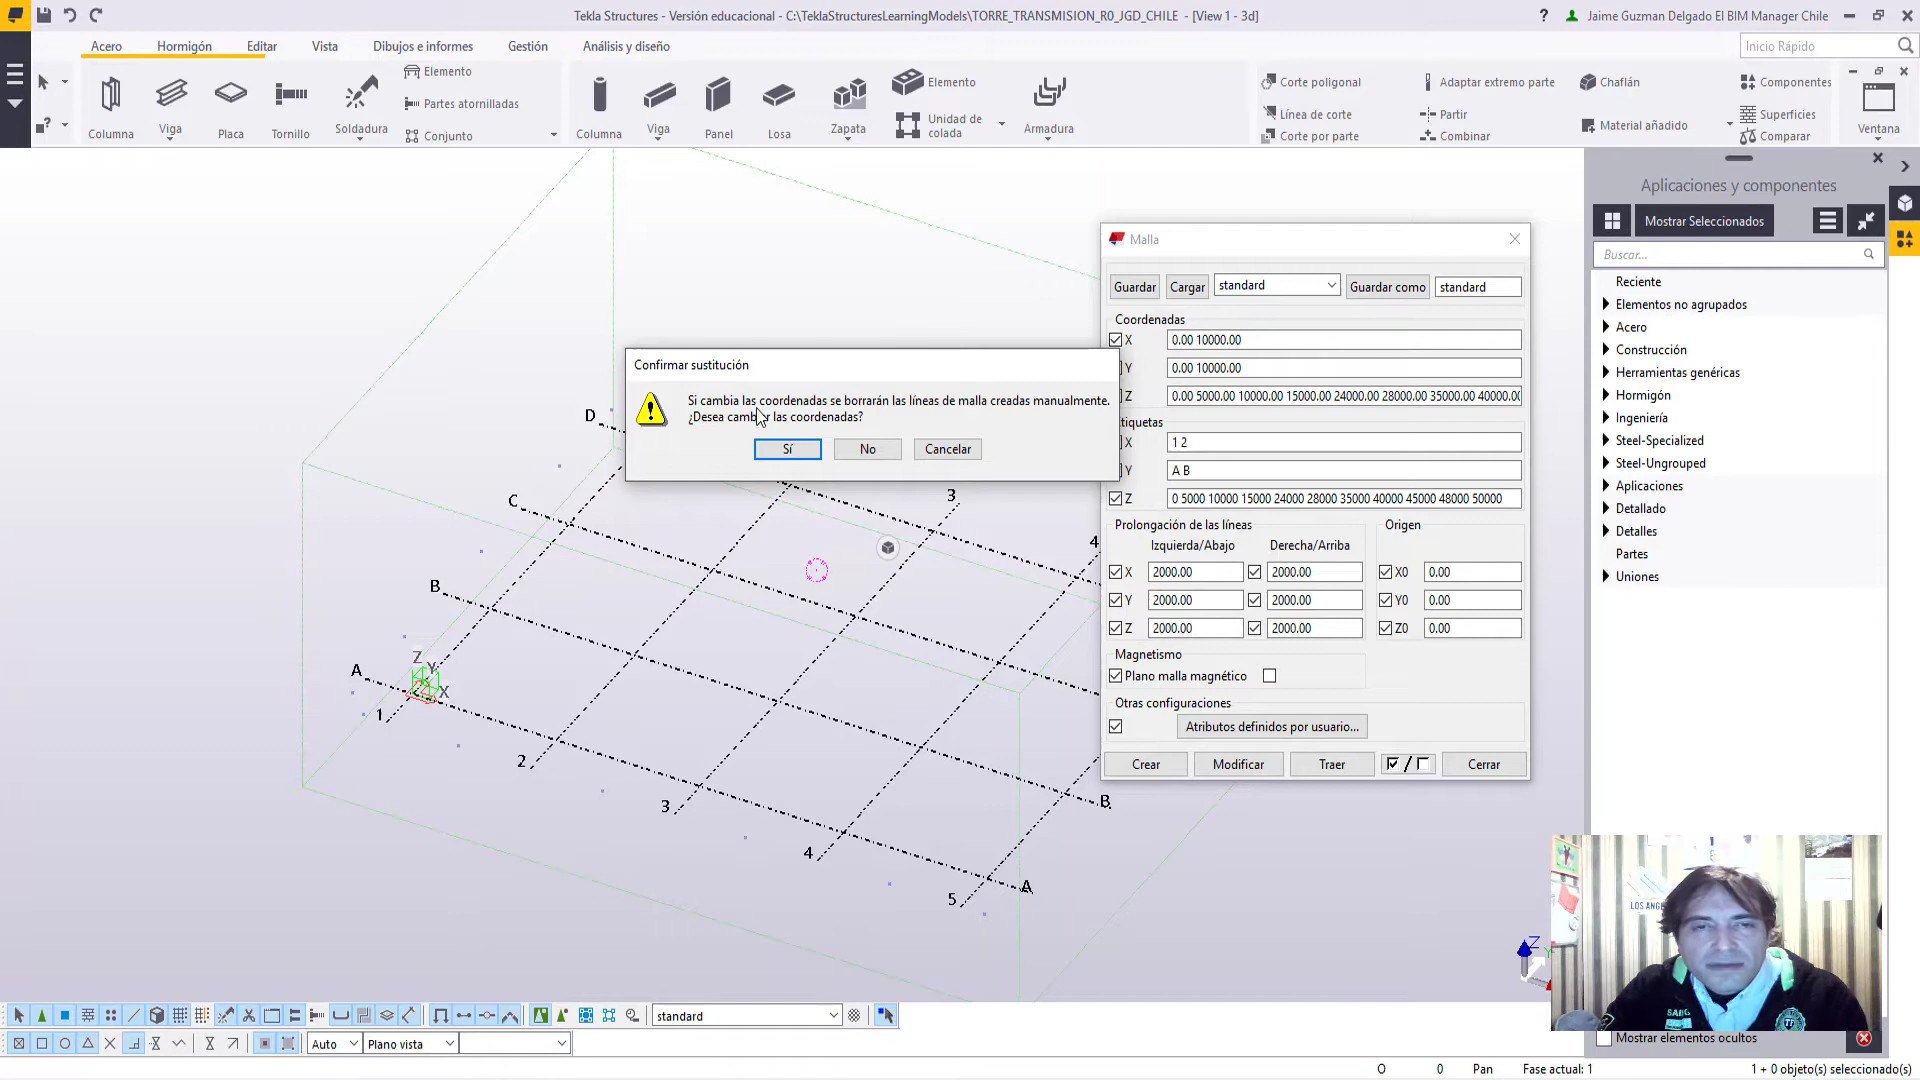 Tekla Structures - Versión educacional - C:\TeklaStructuresLearningModels\TORRE_TRANSMISION_R0_JGD_CHILE - [View 1 - 3d]
? Jaime Guzman Delgado El BIM Manager Chile
Acero Hormigón Editar Vista Dibujos e informes Gestión Análisis y diseño
Inicio Rápido
Columna Viga Placa Tornillo Soldadura
Elemento
Partes atornilladas
Conjunto
Columna Viga Panel Losa Zapata
Elemento
Unidad de colada
Armadura
Corte poligonal
Línea de corte
Corte por parte
Adaptar extremo parte
Partir
Combinar
Chaflán
Material añadido
Componentes
Superficies
Comparar
Ventana
Aplicaciones y componentes
Mostrar Seleccionados
Buscar...
Reciente
Elementos no agrupados
Acero
Construcción
Herramientas genéricas
Hormigón
Ingeniería
Steel-Specialized
Steel-Ungrouped
Aplicaciones
Detallado
Detalles
Partes
Uniones
Mostrar elementos ocultos
Malla
Guardar Cargar standard Guardar como standard
Coordenadas
X 0.00 10000.00
Y 0.00 10000.00
Z 0.00 5000.00 10000.00 15000.00 24000.00 28000.00 35000.00 40000.00
tiquetas
X 1 2
Y A B
Z 0 5000 10000 15000 24000 28000 35000 40000 45000 48000 50000
Prolongación de las líneas Origen
Izquierda/Abajo Derecha/Arriba
X 2000.00 2000.00 X0 0.00
Y 2000.00 2000.00 Y0 0.00
Z 2000.00 2000.00 Z0 0.00
Magnetismo
Plano malla magnético
Otras configuraciones
Atributos definidos por usuario...
Crear Modificar Traer / Cerrar
Confirmar sustitución
Si cambia las coordenadas se borrarán las líneas de malla creadas manualmente.
¿Desea cambiar las coordenadas?
Sí No Cancelar
D
C
3
4
B
A
Z
Y
X
1
2
3
4
5
B
A
Z
Y
LOS ANGE
standard
Auto Plano vista
O 0 Pan Fase actual: 1 1 + 0 objeto(s) seleccionado(s)